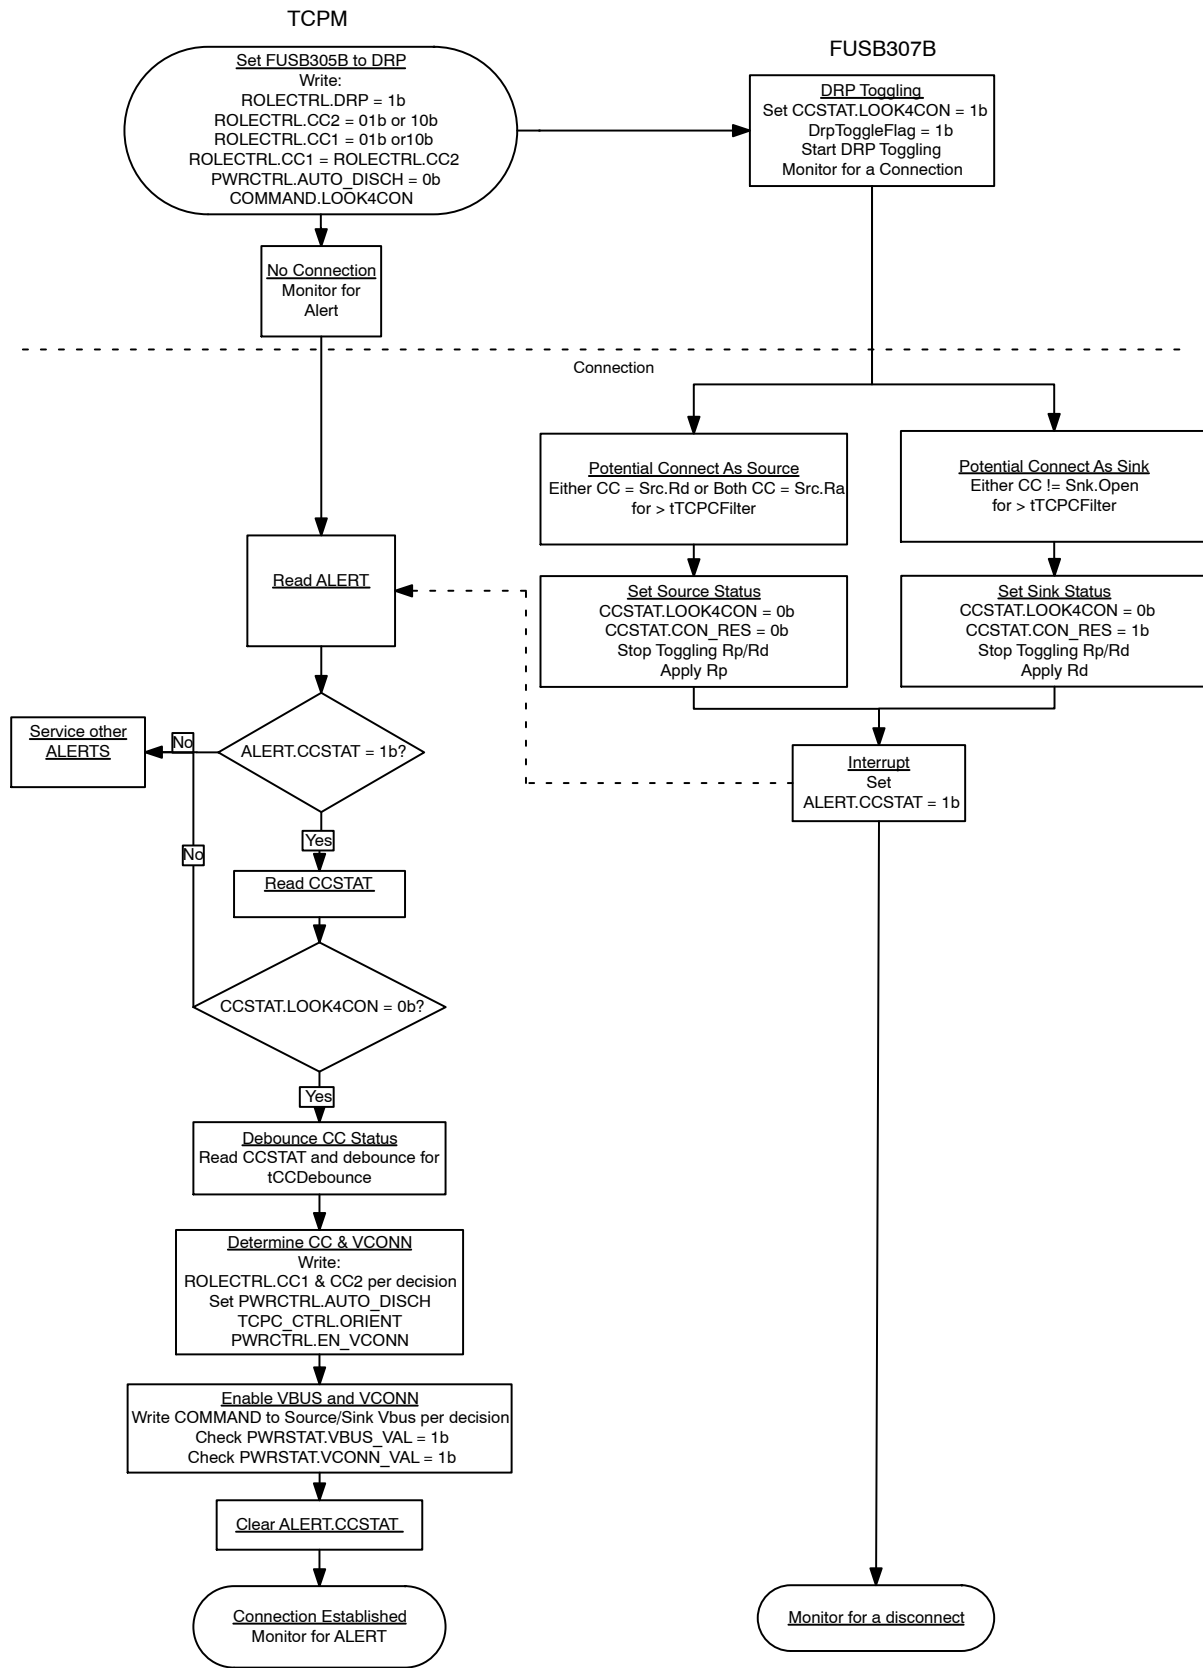 TCPM
FUSB307B
Set FUSB305B to DRP
Write:
ROLECTRL.DRP = 1b
ROLECTRL.CC2 = 01b or 10b
ROLECTRL.CC1 = 01b or10b
ROLECTRL.CC1 = ROLECTRL.CC2
PWRCTRL.AUTO_DISCH = 0b
COMMAND.LOOK4CON
DRP Toggling
Set CCSTAT.LOOK4CON = 1b
DrpToggleFlag = 1b
Start DRP Toggling
Monitor for a Connection
No Connection
Monitor for
Alert
Connection
Potential Connect As Source
Either CC = Src.Rd or Both CC = Src.Ra
for > tTCPCFilter
Potential Connect As Sink
Either CC != Snk.Open
for > tTCPCFilter
Read ALERT
Set Source Status
CCSTAT.LOOK4CON = 0b
CCSTAT.CON_RES = 0b
Stop Toggling Rp/Rd
Apply Rp
Set Sink Status
CCSTAT.LOOK4CON = 0b
CCSTAT.CON_RES = 1b
Stop Toggling Rp/Rd
Apply Rd
Service other
ALERTS
No
ALERT.CCSTAT = 1b?
Interrupt
Set
ALERT.CCSTAT = 1b
Yes
No
Read CCSTAT
CCSTAT.LOOK4CON = 0b?
Yes
Debounce CC Status
Read CCSTAT and debounce for
tCCDebounce
Determine CC & VCONN
Write:
ROLECTRL.CC1 & CC2 per decision
Set PWRCTRL.AUTO_DISCH
TCPC_CTRL.ORIENT
PWRCTRL.EN_VCONN
Enable VBUS and VCONN
Write COMMAND to Source/Sink Vbus per decision
Check PWRSTAT.VBUS_VAL = 1b
Check PWRSTAT.VCONN_VAL = 1b
Clear ALERT.CCSTAT
Connection Established
Monitor for ALERT
Monitor for a disconnect